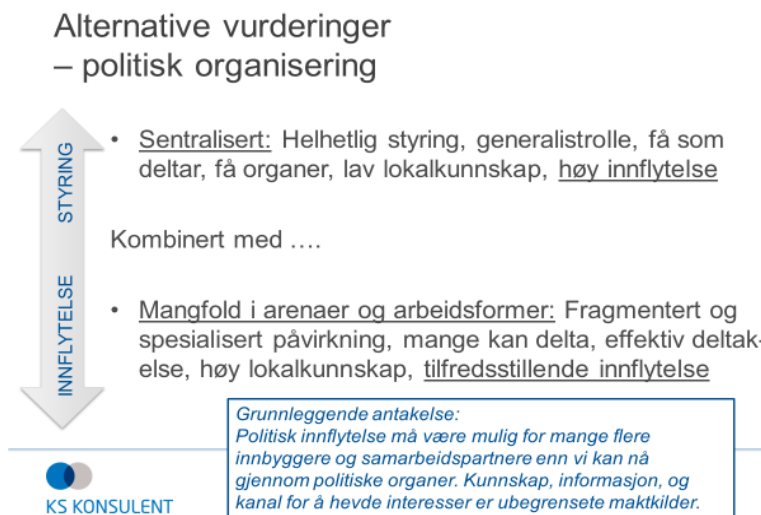 Alternative vurderinger
– politisk organisering
STYRING
INNFLYTELSE
• Sentralisert: Helhetlig styring, generalistrolle, få som
deltar, få organer, lav lokalkunnskap, høy innflytelse
Kombinert med ….
• Mangfold i arenaer og arbeidsformer: Fragmentert og
spesialisert påvirkning, mange kan delta, effektiv deltak-
else, høy lokalkunnskap, tilfredsstillende innflytelse
Grunnleggende antakelse:
Politisk innflytelse må være mulig for mange flere
innbyggere og samarbeidspartnere enn vi kan nå
gjennom politiske organer. Kunnskap, informasjon, og
kanal for å hevde interesser er ubegrensete maktkilder.
KS KONSULENT